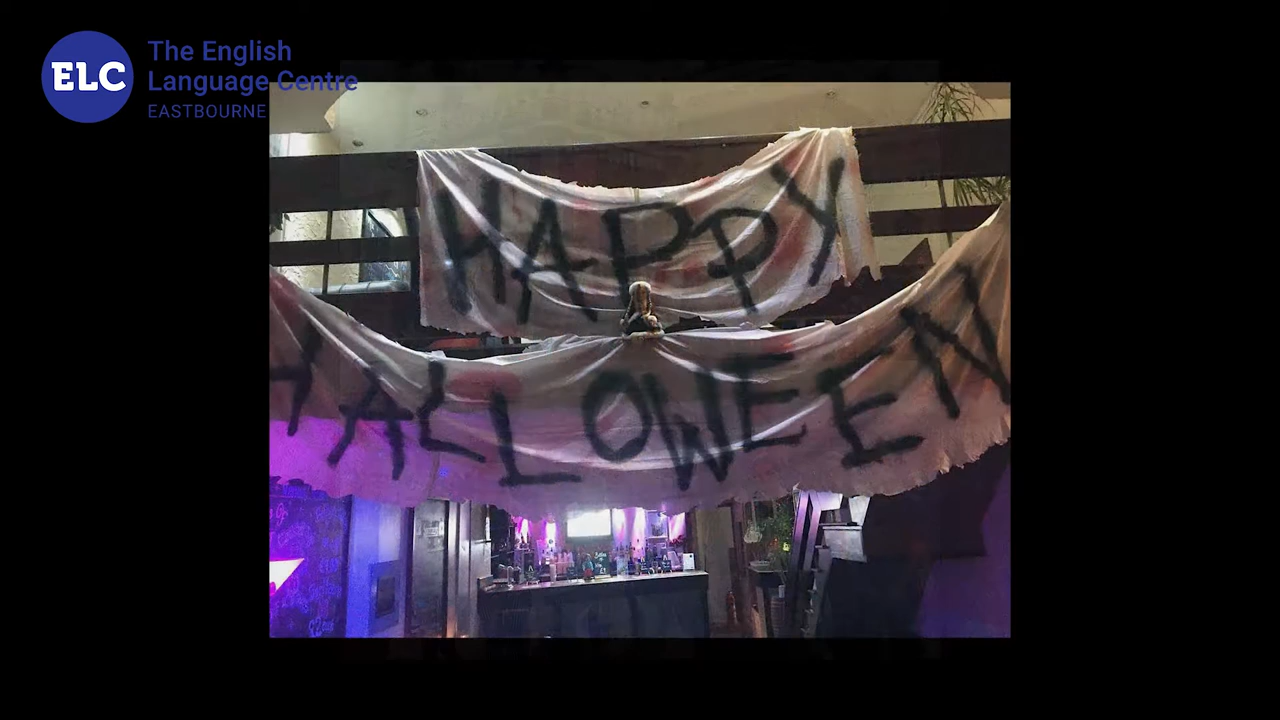 ELC
The English
Language Centre
EASTBOURNE
HAPPY
HALLOWEEN